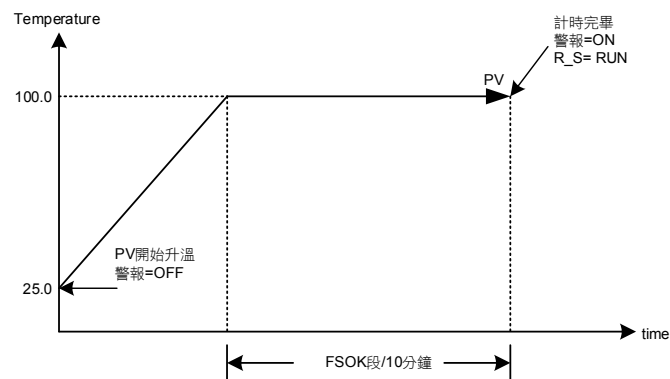 Temperature
計時完畢
警報=ON
R_S= RUN
PV
100.0
PV開始升溫
警報=OFF
25.0
time
FSOK段/10分鐘